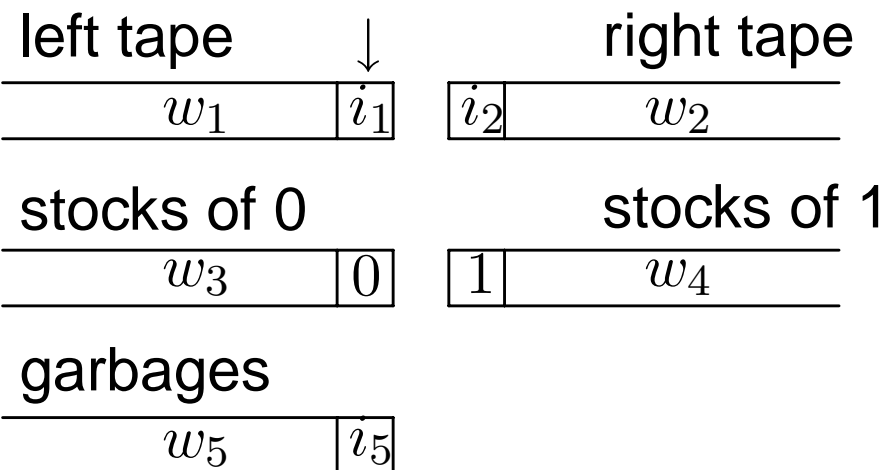 left tape ↓ right tape
w₁ i₁ i₂ w₂
stocks of 0 stocks of 1
w₃ 0 1 w₄
garbages
w₅ i₅